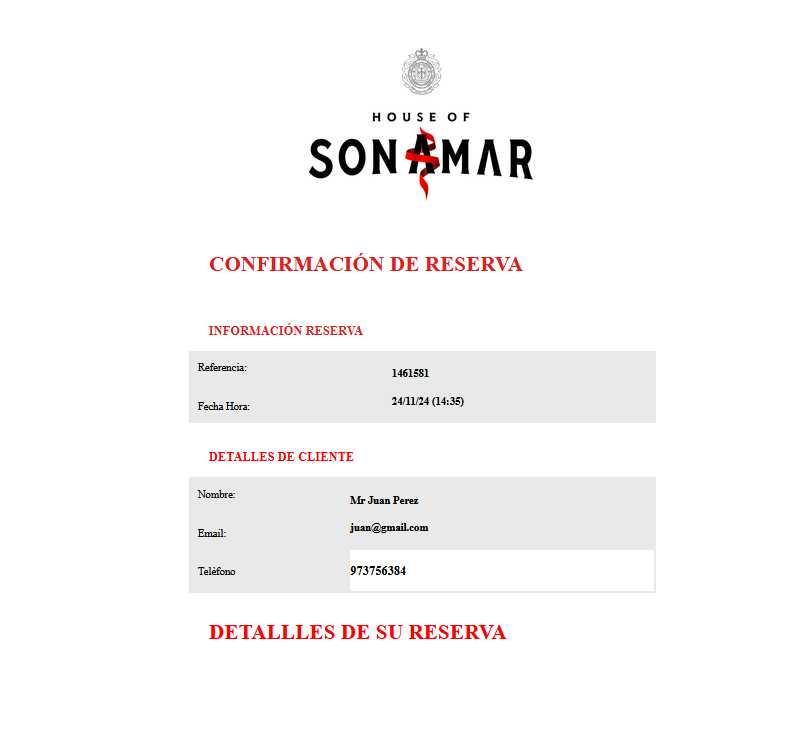 HOUSE OF
SONAMAR
CONFIRMACIÓN DE RESERVA
INFORMACIÓN RESERVA
Referencia: 1461581
Fecha Hora: 24/11/24 (14:35)
DETALLES DE CLIENTE
Nombre: Mr Juan Perez
Email: juan@gmail.com
Telèfono 973756384
DETALLLES DE SU RESERVA